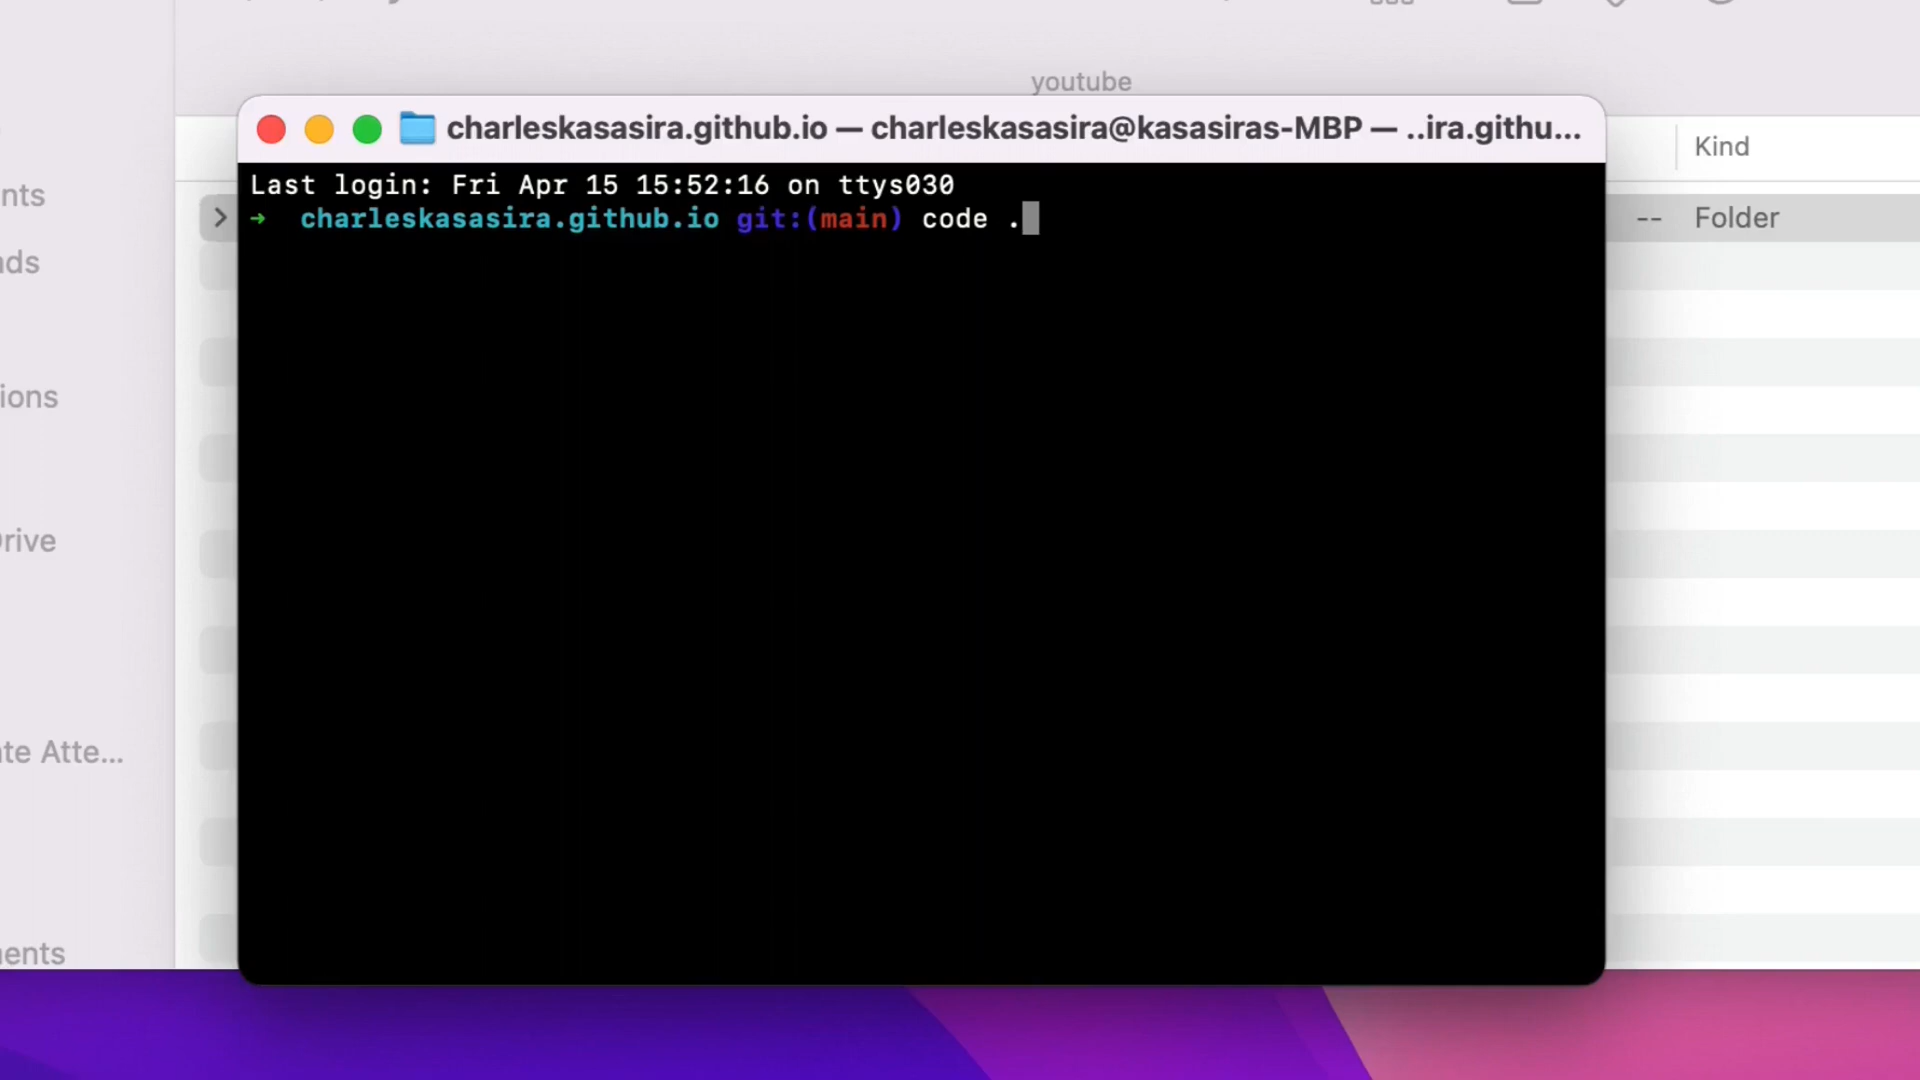 youtube
charleskasasira.github.io — charleskasasira@kasasiras-MBP — ..ira.githu...
Kind
Last login: Fri Apr 15 15:52:16 on ttys030
➜ charleskasasira.github.io git:(main) code .
-- Folder
nts
ds
ions
rive
te Atte...
ents